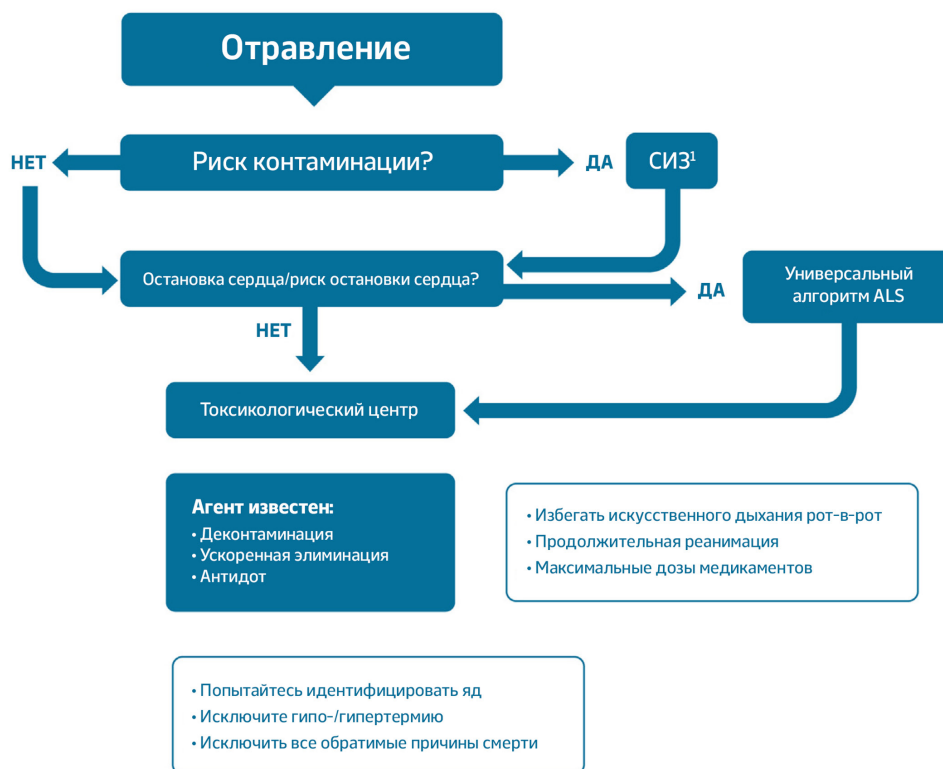 Отравление
Риск контаминации?
НЕТ
ДА
СИЗ¹
Остановка сердца/риск остановки сердца?
ДА
Универсальный
алгоритм ALS
НЕТ
Токсикологический центр
Агент известен:
• Деконтаминация
• Ускоренная элиминация
• Антидот
• Избегать искусственного дыхания рот-в-рот
• Продолжительная реанимация
• Максимальные дозы медикаментов
• Попытайтесь идентифицировать яд
• Исключите гипо-/гипертермию
• Исключить все обратимые причины смерти